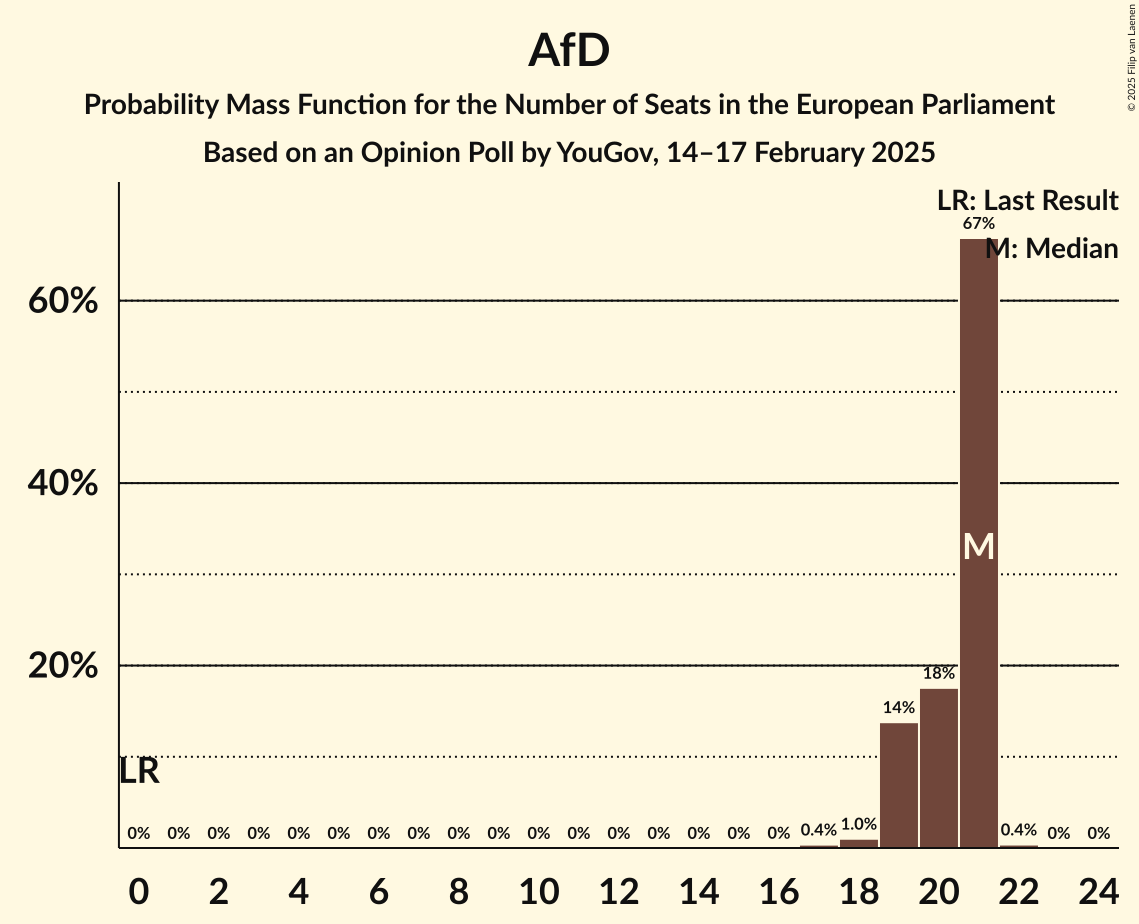 AfD
Probability Mass Function for the Number of Seats in the European Parliament
Based on an Opinion Poll by YouGov, 14–17 February 2025
© 2025 Filip van Laenen
LR: Last Result
M: Median
60%
40%
20%
67%
M
18%
14%
LR
0% 0% 0% 0% 0% 0% 0% 0% 0% 0% 0% 0% 0% 0% 0% 0% 0% 0.4% 1.0% 0.4% 0% 0%
0 2 4 6 8 10 12 14 16 18 20 22 24